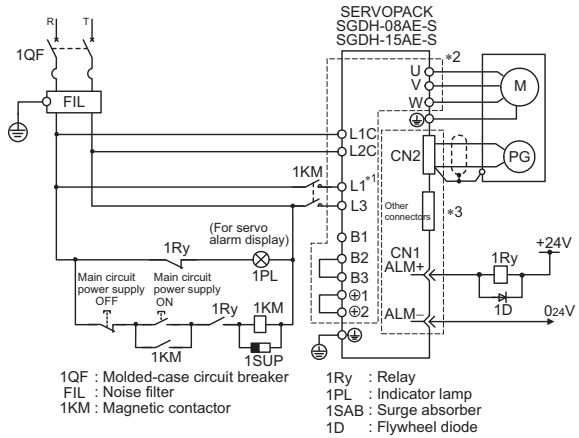 SERVOPACK
SGDH-08AE-S
SGDH-15AE-S
R T
1QF
FIL
*2
U
V
W
M
L1C
L2C
CN2
PG
1KM
L1 *1
L3
Other
connectors
*3
(For servo
alarm display)
1Ry
1PL
B1
B2
B3
CN1
ALM+
+24V
1Ry
1D
Main circuit
power supply
OFF
Main circuit
power supply
ON
1Ry
1KM
⊕1
⊕2
ALM−
024V
1KM
1SUP
1QF : Molded-case circuit breaker
FIL : Noise filter
1KM : Magnetic contactor
1Ry : Relay
1PL : Indicator lamp
1SAB : Surge absorber
1D : Flywheel diode